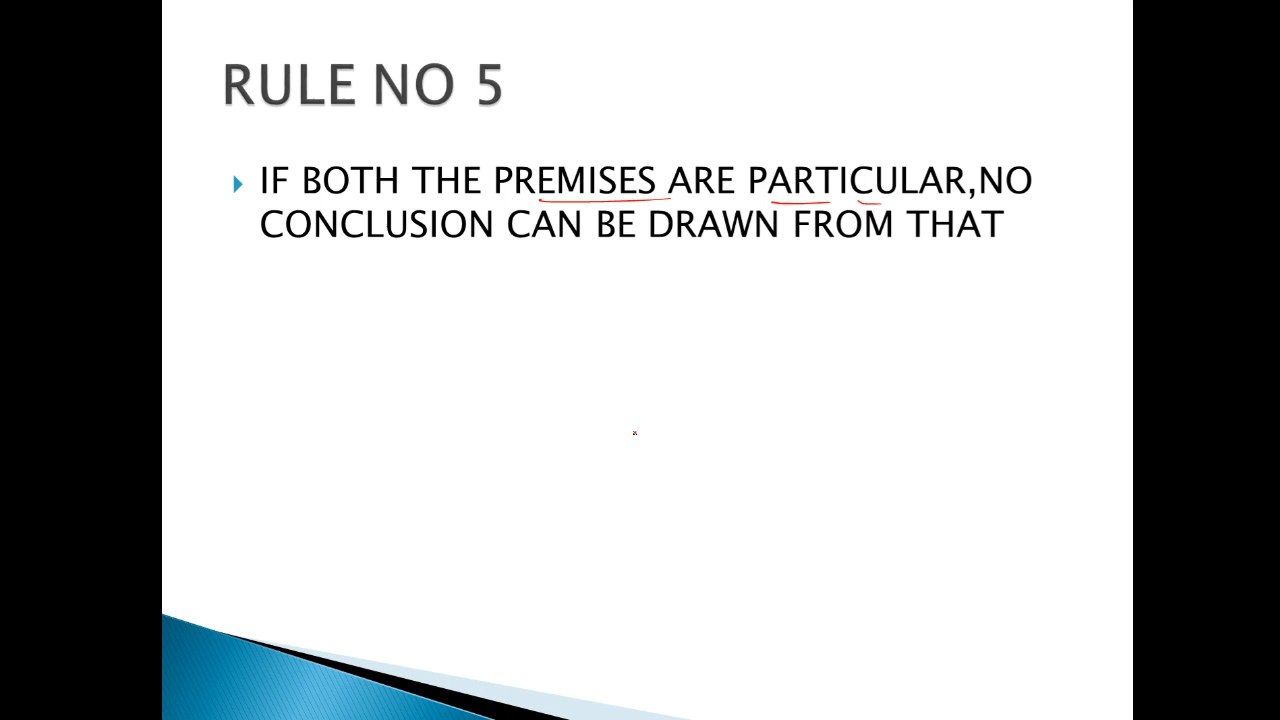 RULE NO 5
IF BOTH THE PREMISES ARE PARTICULAR,NO
CONCLUSION CAN BE DRAWN FROM THAT